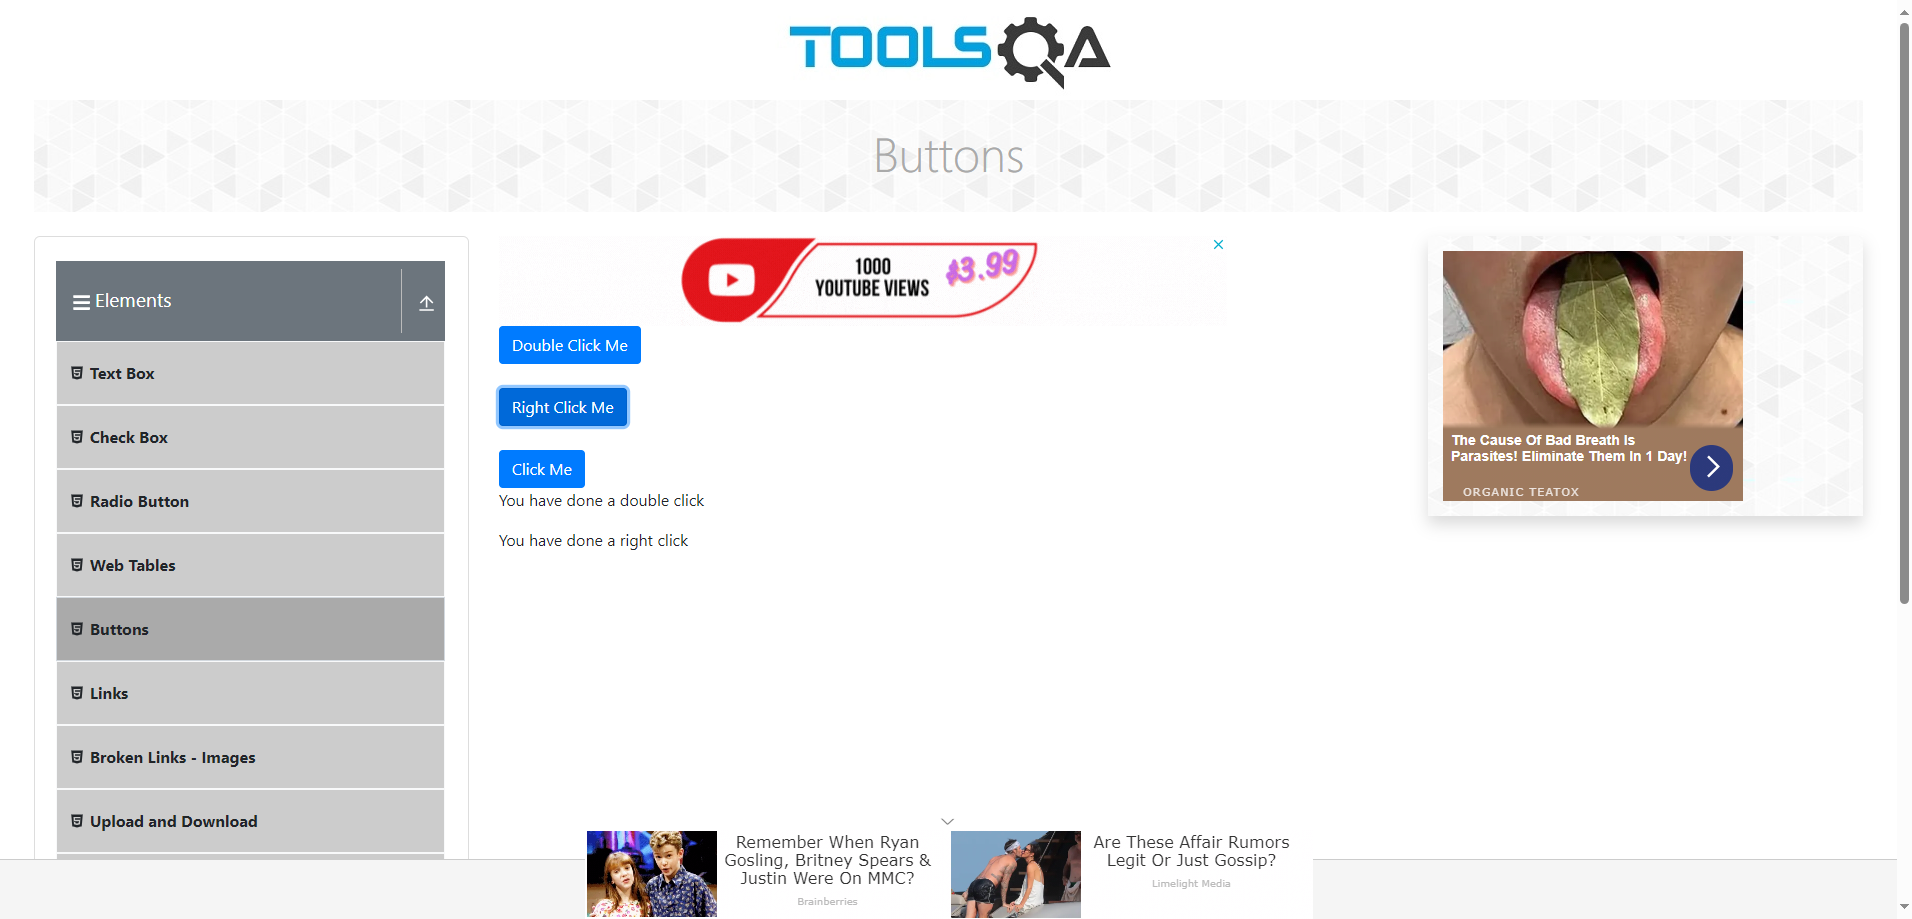 TOOLSQA
Buttons
Elements
Text Box
Check Box
Radio Button
Web Tables
Buttons
Links
Broken Links - Images
Upload and Download
1000
YOUTUBE VIEWS
$3.99
Double Click Me
Right Click Me
Click Me
You have done a double click
You have done a right click
The Cause Of Bad Breath Is
Parasites! Eliminate Them In 1 Day!
ORGANIC TEATOX
Remember When Ryan
Gosling, Britney Spears &
Justin Were On MMC?
Brainberries
Are These Affair Rumors
Legit Or Just Gossip?
Limelight Media